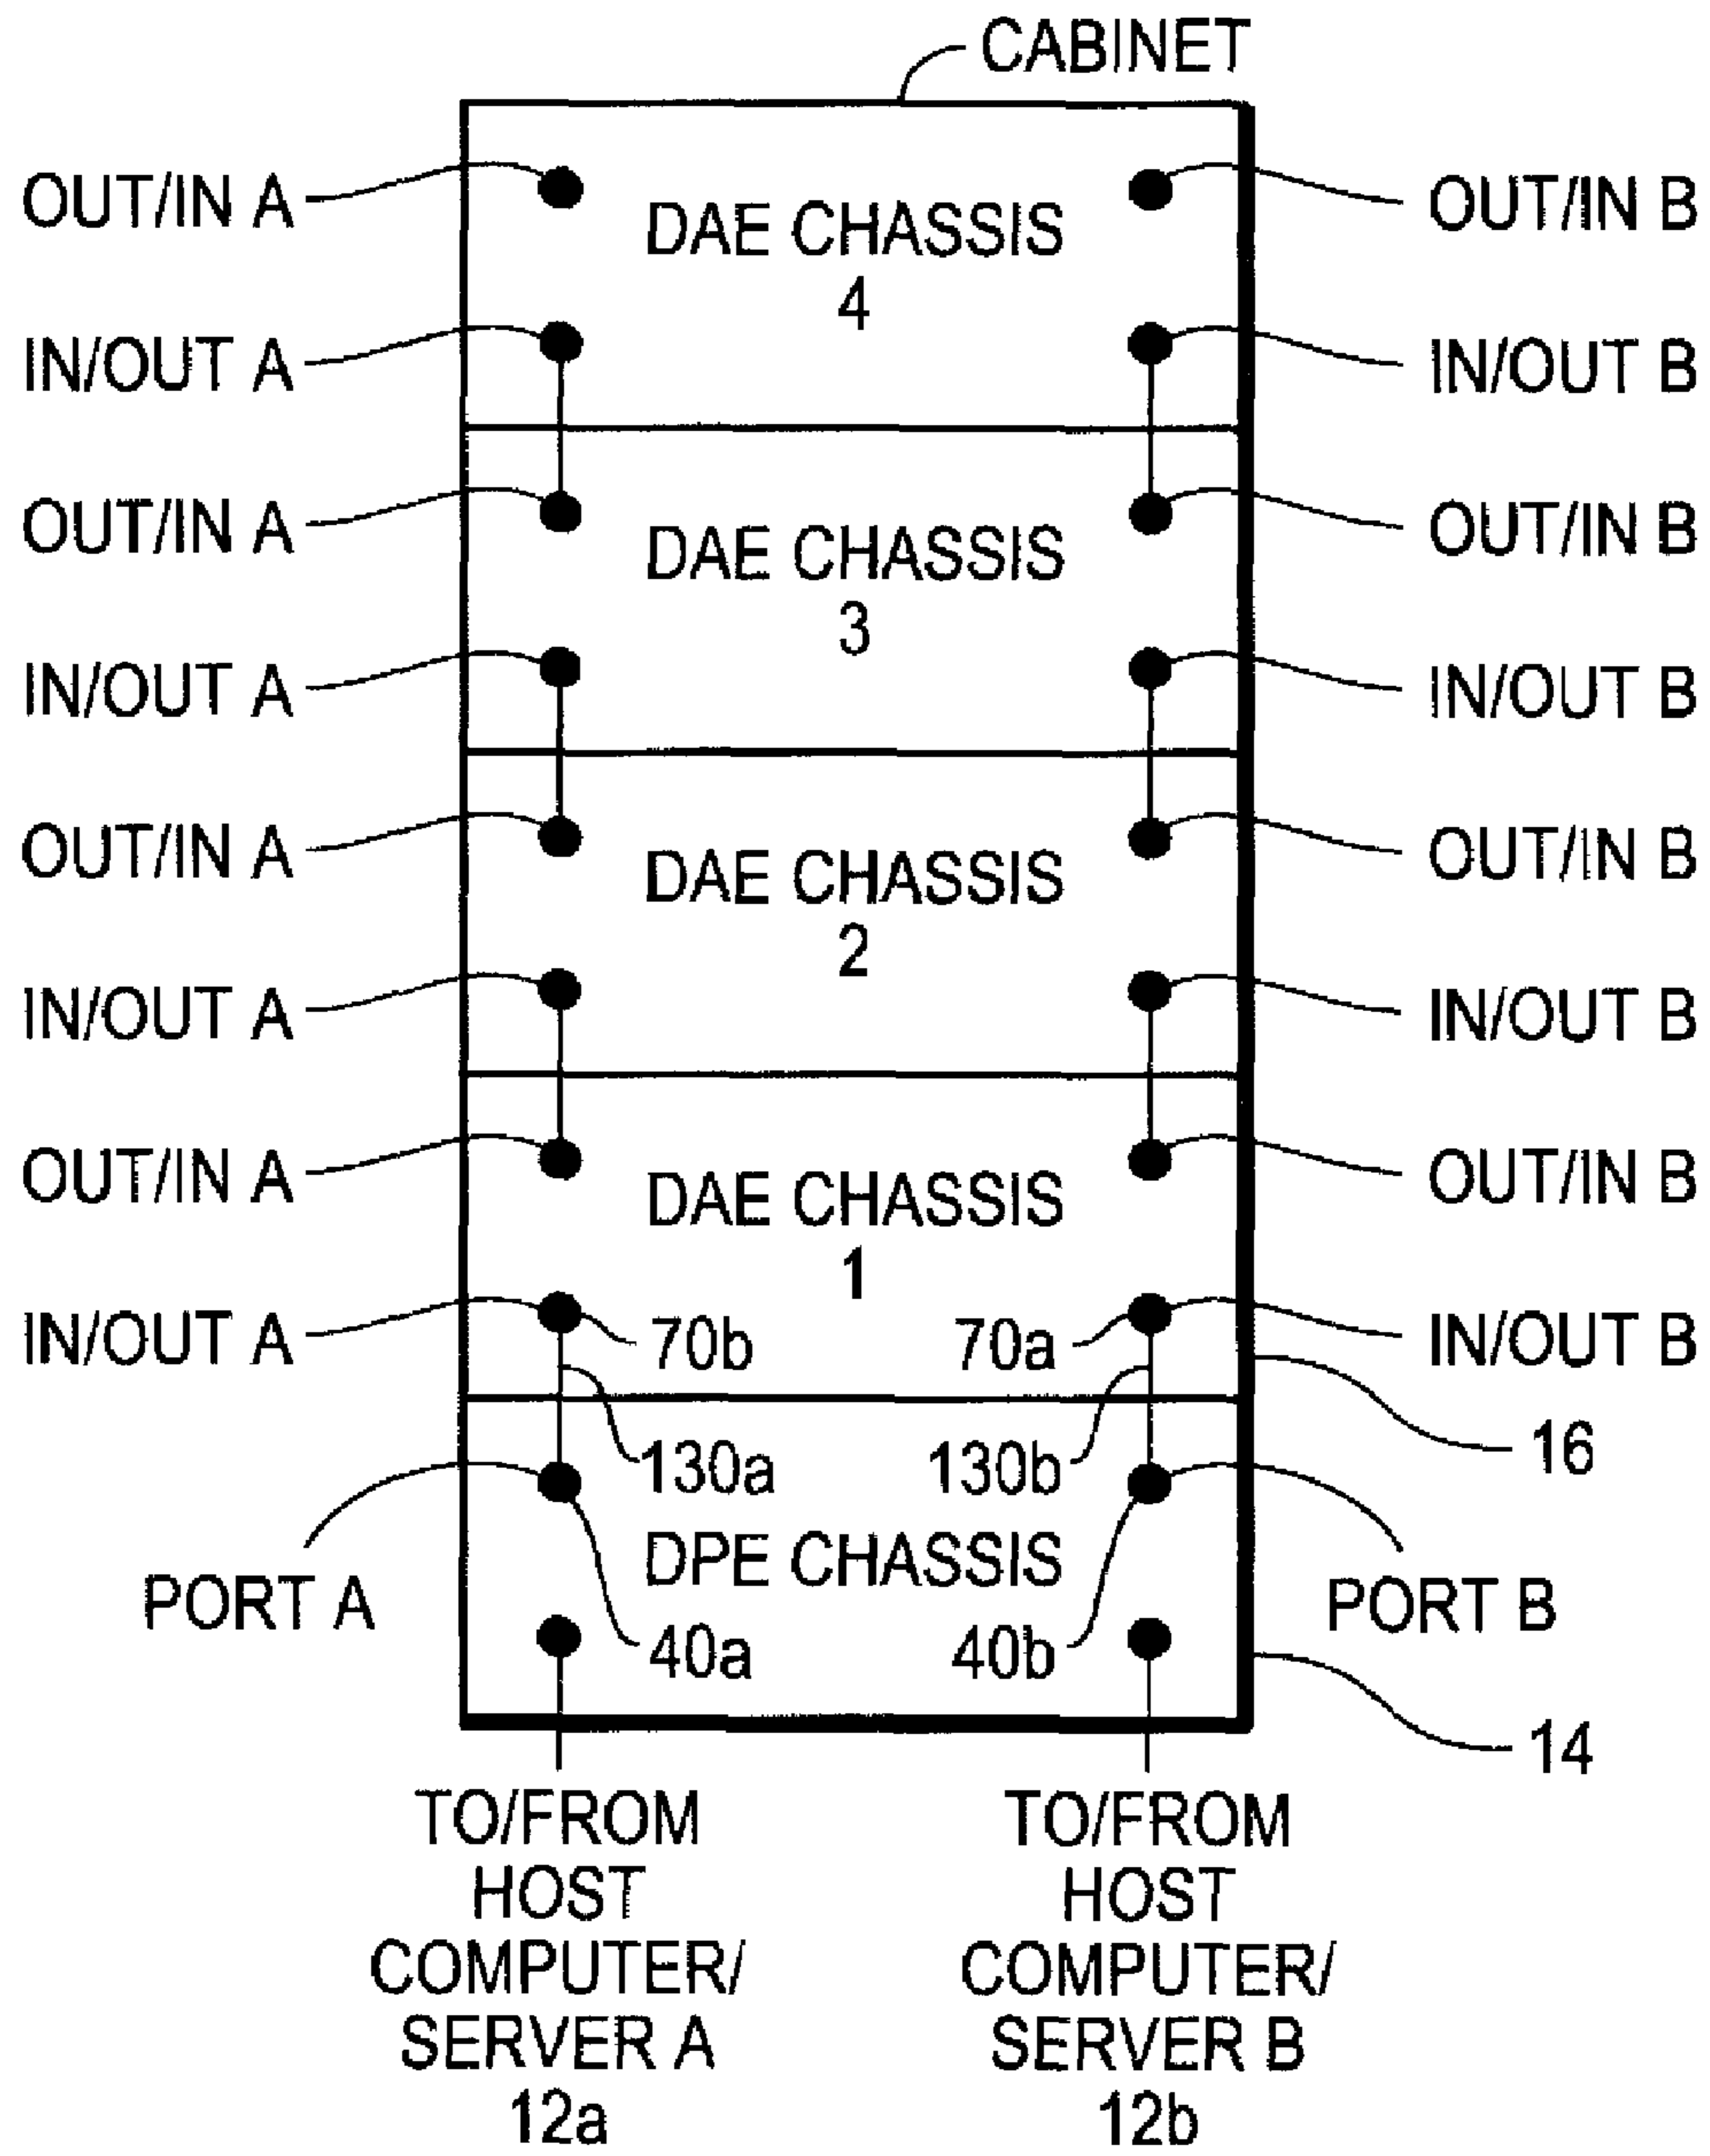 CABINET
OUT/IN A
OUT/IN B
DAE CHASSIS
4
IN/OUT A
IN/OUT B
OUT/IN A
OUT/IN B
DAE CHASSIS
3
IN/OUT A
IN/OUT B
OUT/IN A
OUT/IN B
DAE CHASSIS
2
IN/OUT A
IN/OUT B
OUT/IN A
OUT/IN B
DAE CHASSIS
1
IN/OUT A
70b
70a
IN/OUT B
130a
130b
16
DPE CHASSIS
PORT A
PORT B
40a
40b
14
TO/FROM
HOST
COMPUTER/
SERVER A
12a
TO/FROM
HOST
COMPUTER/
SERVER B
12b